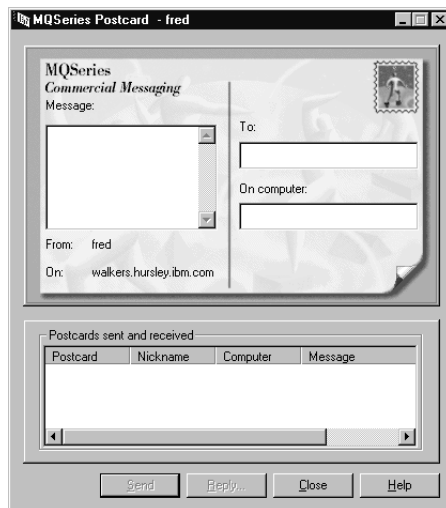 MQSeries Postcard - fred
MQSeries
Commercial Messaging
Message:
To:
On computer:
From: fred
On: walkers.hursley.ibm.com
Postcards sent and received
Postcard Nickname Computer Message
Send Reply... Close Help